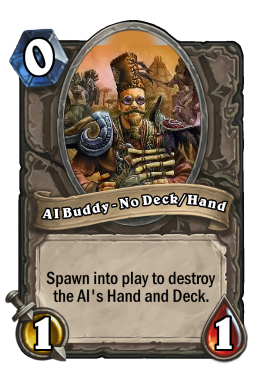 0
AI Buddy - No Deck/Hand
Spawn into play to destroy
the AI's Hand and Deck.
1 1